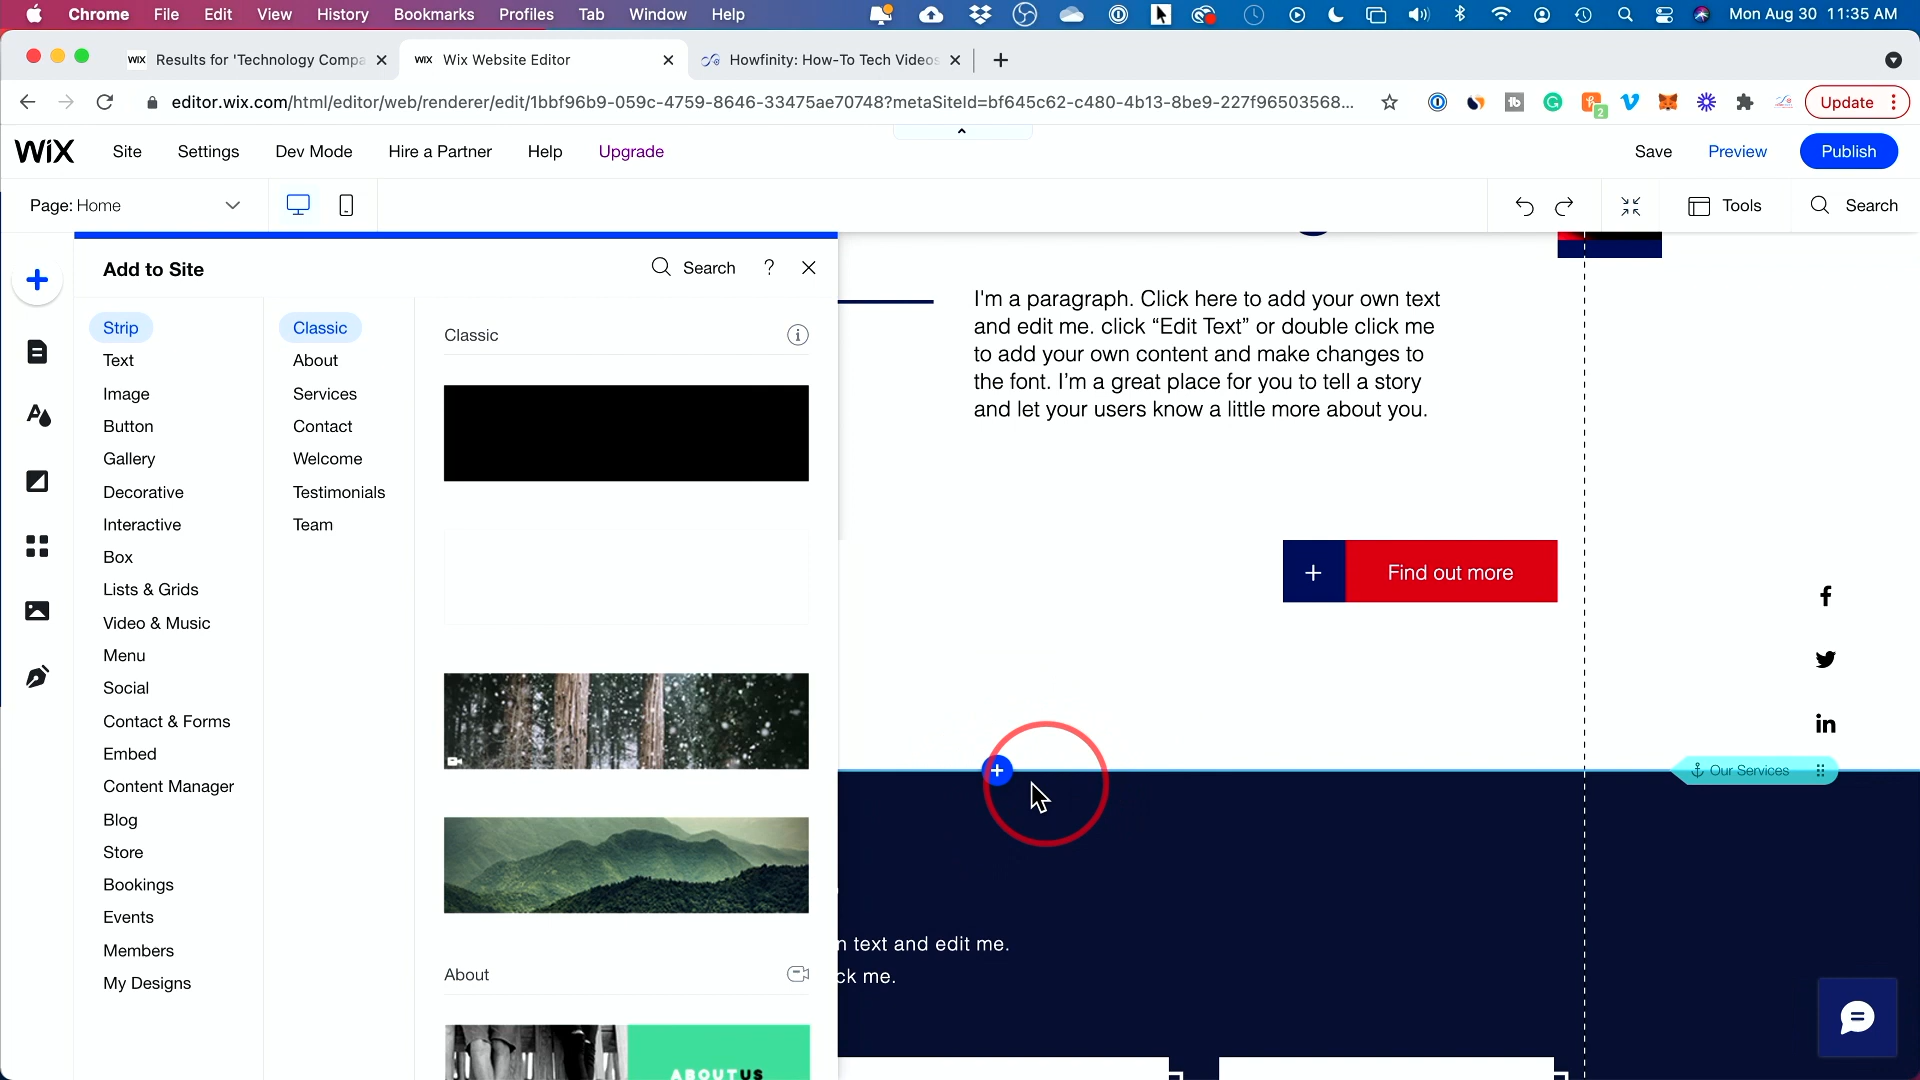 Chrome File Edit View History Bookmarks Profiles Tab Window Help Mon Aug 30 11:35 AM
WIX Results for 'Technology Compa
WIX Wix Website Editor
Howfinity: How-To Tech Videos
editor.wix.com/html/editor/web/renderer/edit/1bbf96b9-059c-4759-8646-33475ae70748?metaSiteId=bf645c62-c480-4b13-8be9-227f96503568...
2
Update
WiX Site Settings Dev Mode Hire a Partner Help Upgrade Save Preview Publish
Page: Home Tools Search
Add to Site Search ?
Strip
Text
Image
Button
Gallery
Decorative
Interactive
Box
Lists & Grids
Video & Music
Menu
Social
Contact & Forms
Embed
Content Manager
Blog
Store
Bookings
Events
Members
My Designs
Classic
About
Services
Contact
Welcome
Testimonials
Team
Classic
About
ABOUTUS
I'm a paragraph. Click here to add your own text
and edit me. click “Edit Text” or double click me
to add your own content and make changes to
the font. I’m a great place for you to tell a story
and let your users know a little more about you.
+ Find out more
Our Services
n text and edit me.
ck me.